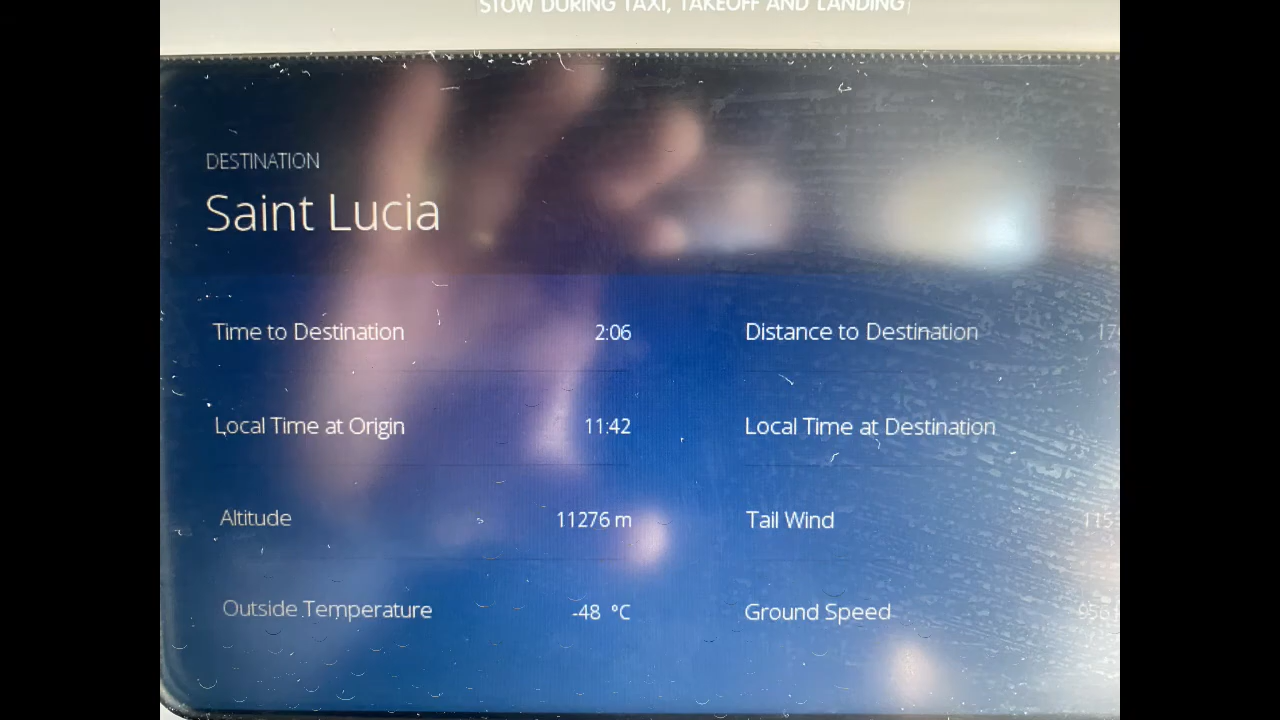 STOW DURING TAXI, TAKEOFF AND LANDING
DESTINATION
Saint Lucia
Time to Destination 2:06 Distance to Destination
Local Time at Origin 11:42 Local Time at Destination
Altitude 11276 m Tail Wind
Outside Temperature -48 °C Ground Speed